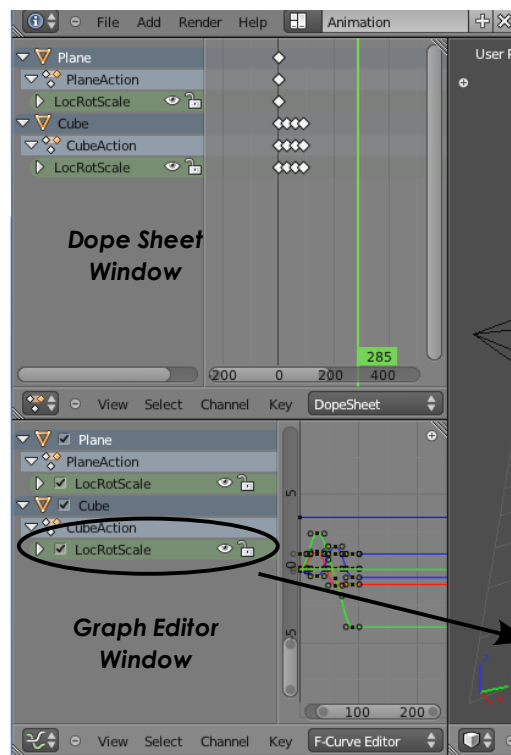 File Add Render Help Animation
User
Plane
PlaneAction
LocRotScale
Cube
CubeAction
LocRotScale
Dope Sheet
Window
285
-200 0 200 400
View Select Channel Key DopeSheet
Plane
PlaneAction
LocRotScale
Cube
CubeAction
LocRotScale
5
0
-5
Graph Editor
Window
0 100 200
View Select Channel Key F-Curve Editor
z
x